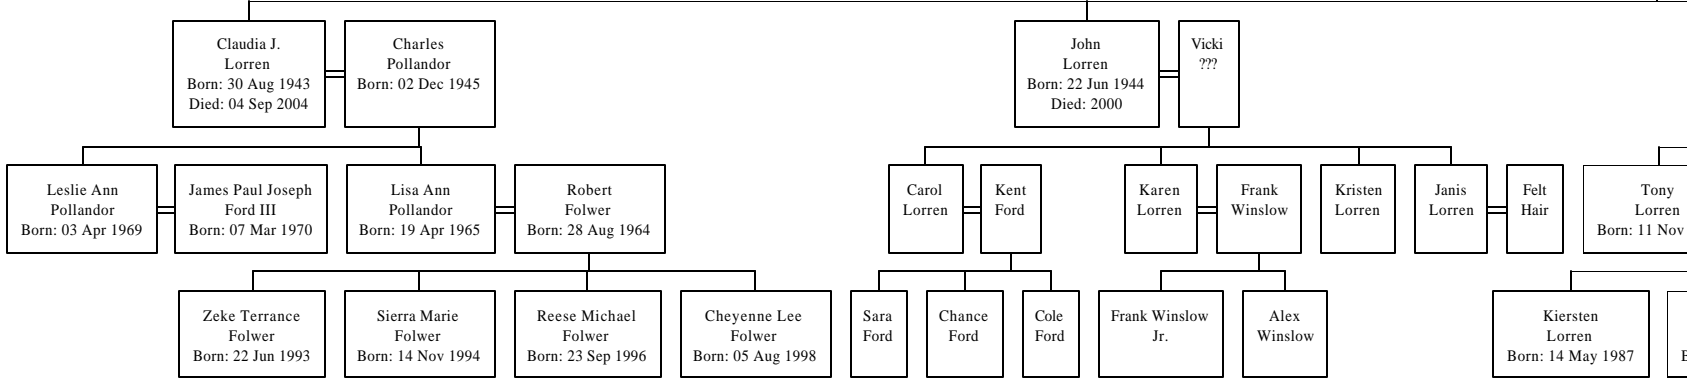 Claudia J.
Lorren
Born: 30 Aug 1943
Died: 04 Sep 2004
Charles
Pollandor
Born: 02 Dec 1945
John
Lorren
Born: 22 Jun 1944
Died: 2000
Vicki
???
Leslie Ann
Pollandor
Born: 03 Apr 1969
James Paul Joseph
Ford III
Born: 07 Mar 1970
Lisa Ann
Pollandor
Born: 19 Apr 1965
Robert
Folwer
Born: 28 Aug 1964
Carol
Lorren
Kent
Ford
Karen
Lorren
Frank
Winslow
Kristen
Lorren
Janis
Lorren
Felt
Hair
Tony
Lorren
Born: 11 Nov
Zeke Terrance
Folwer
Born: 22 Jun 1993
Sierra Marie
Folwer
Born: 14 Nov 1994
Reese Michael
Folwer
Born: 23 Sep 1996
Cheyenne Lee
Folwer
Born: 05 Aug 1998
Sara
Ford
Chance
Ford
Cole
Ford
Frank Winslow
Jr.
Alex
Winslow
Kiersten
Lorren
Born: 14 May 1987